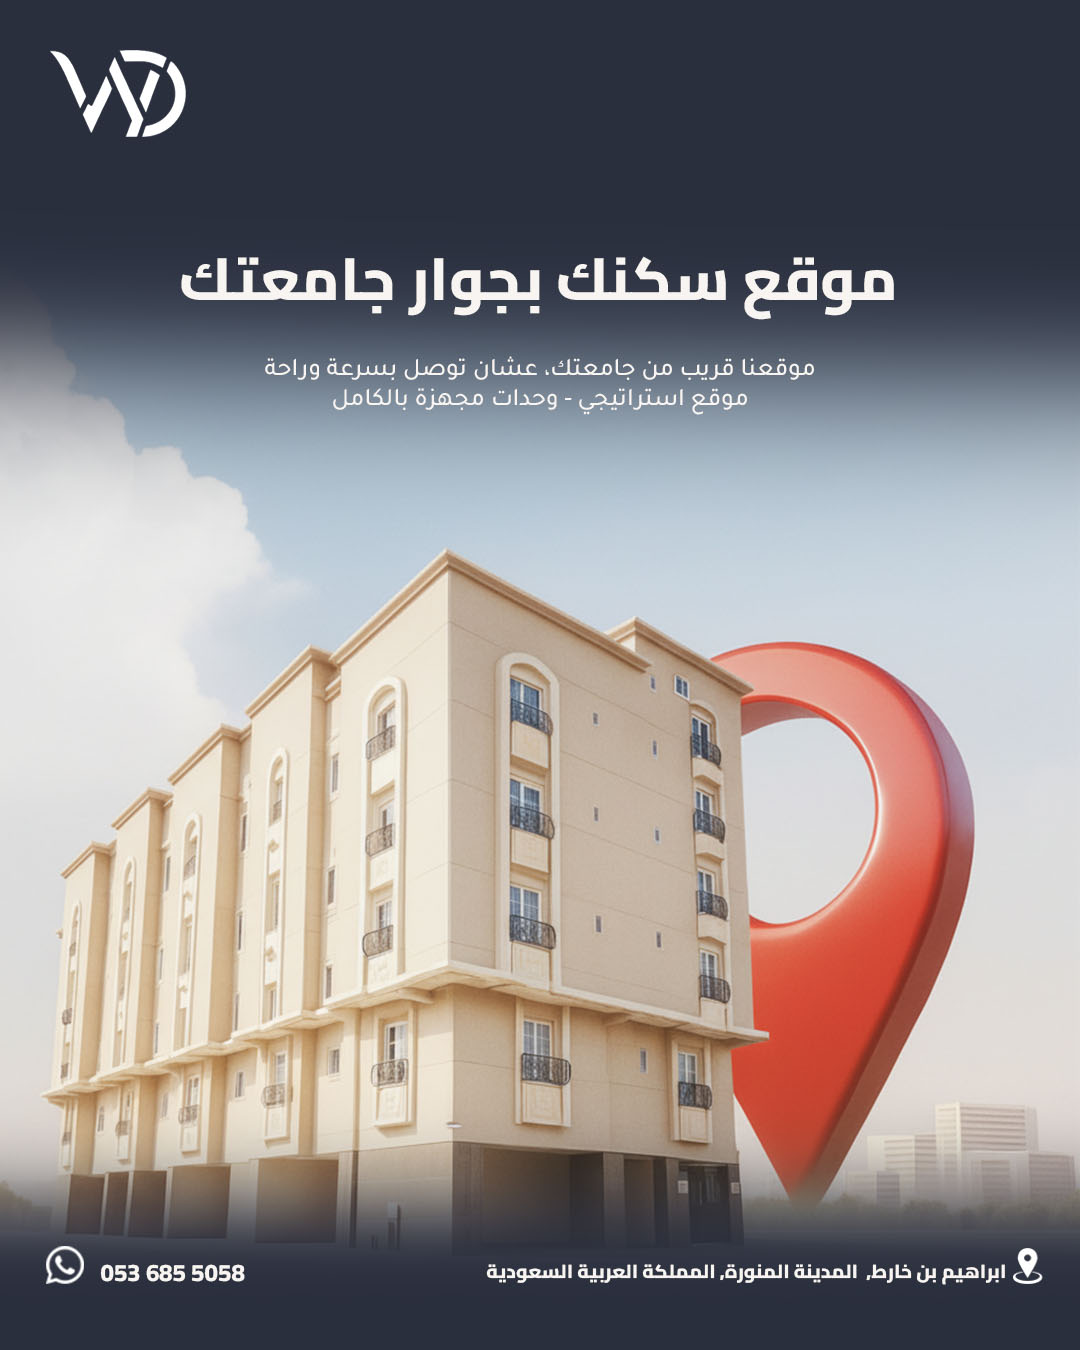 موقع سكنك بجوار جامعتك
موقعنا قريب من جامعتك، عشان توصل بسرعة وراحة
موقع استراتيجي - وحدات مجهزة بالكامل
ابراهيم بن خارط, المدينة المنورة, المملكة العربية السعودية
053 685 5058